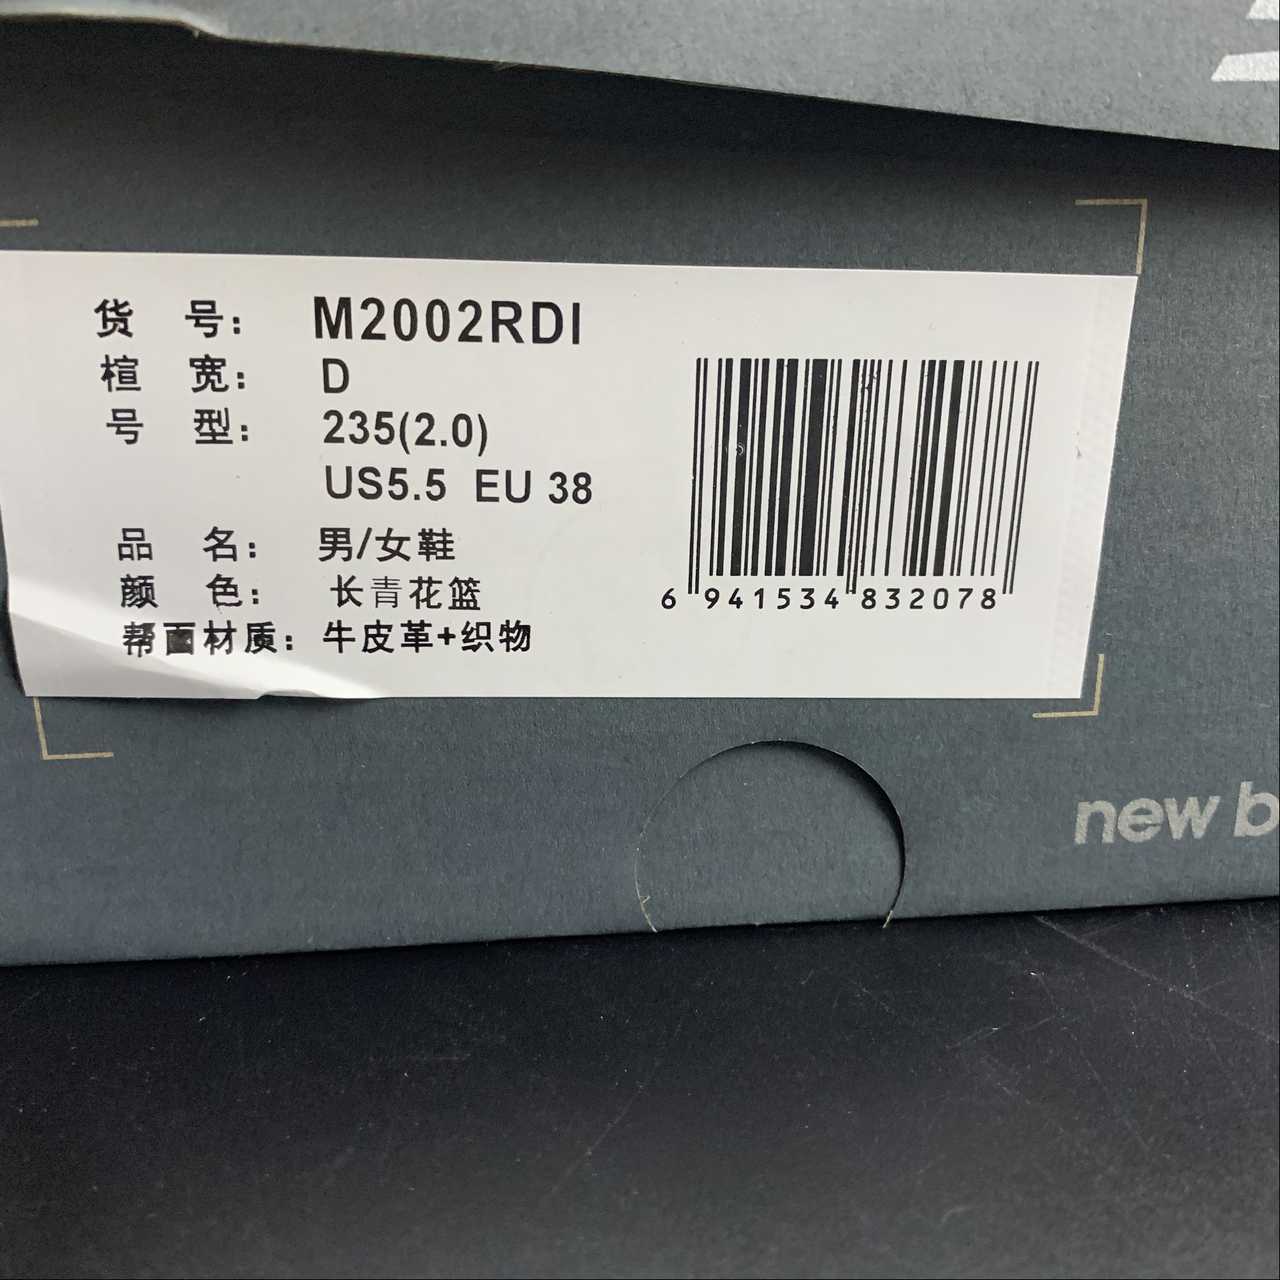 货 号: M2002RDI
楦 宽: D
号 型: 235(2.0)
US5.5 EU 38
品 名: 男/女鞋
颜 色: 长青花篮
帮面材质: 牛皮革+织物
6 941534 832078
new b